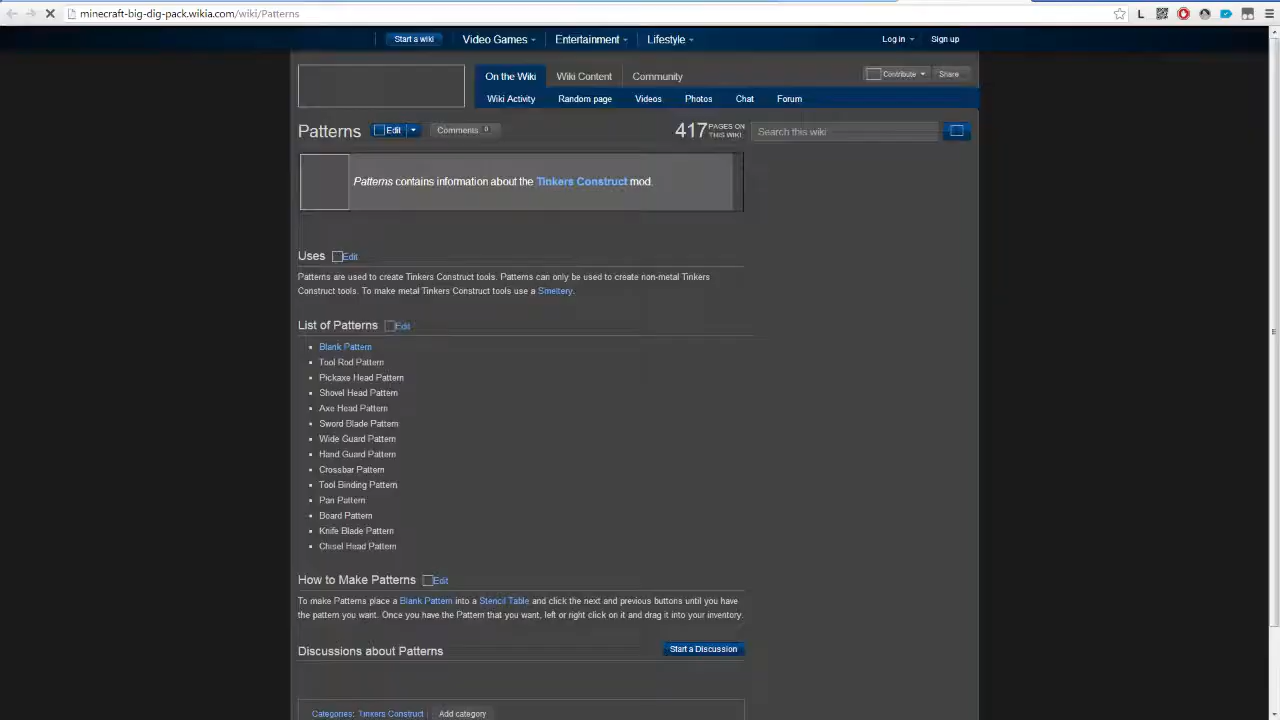 minecraft-big-dig-pack.wikia.com/wiki/Patterns
Start a wiki Video Games Entertainment Lifestyle Log in Sign up
On the Wiki Wiki Content Community Contribute Share
Wiki Activity Random page Videos Photos Chat Forum
Patterns Edit Comments 0 417 PAGES ON THIS WIKI Search this wiki
Patterns contains information about the Tinkers Construct mod.
Uses Edit
Patterns are used to create Tinkers Construct tools. Patterns can only be used to create non-metal Tinkers
Construct tools. To make metal Tinkers Construct tools use a Smeltery.
List of Patterns Edit
Blank Pattern
Tool Rod Pattern
Pickaxe Head Pattern
Shovel Head Pattern
Axe Head Pattern
Sword Blade Pattern
Wide Guard Pattern
Hand Guard Pattern
Crossbar Pattern
Tool Binding Pattern
Pan Pattern
Board Pattern
Knife Blade Pattern
Chisel Head Pattern
How to Make Patterns Edit
To make Patterns place a Blank Pattern into a Stencil Table and click the next and previous buttons until you have
the pattern you want. Once you have the Pattern that you want, left or right click on it and drag it into your inventory.
Discussions about Patterns Start a Discussion
Categories: Tinkers Construct Add category